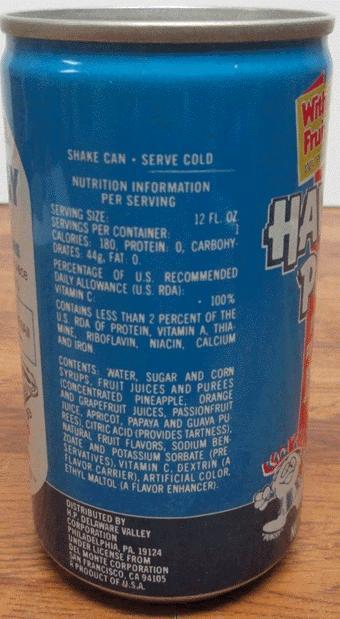 SHAKE CAN • SERVE COLD
NUTRITION INFORMATION
PER SERVING
SERVING SIZE: 12 FL. OZ.
SERVINGS PER CONTAINER: 1
CALORIES: 180, PROTEIN: 0, CARBOHY-
DRATES: 44g, FAT: 0.
PERCENTAGE OF U.S. RECOMMENDED
DAILY ALLOWANCE (U.S. RDA):
VITAMIN C 100%
CONTAINS LESS THAN 2 PERCENT OF THE
U.S. RDA OF PROTEIN, VITAMIN A, THIA-
MINE, RIBOFLAVIN, NIACIN, CALCIUM
AND IRON.
CONTENTS: WATER, SUGAR AND CORN
SYRUPS, FRUIT JUICES AND PUREES
(CONCENTRATED PINEAPPLE, ORANGE
AND GRAPEFRUIT JUICES, PASSIONFRUIT
JUICE, APRICOT, PAPAYA AND GUAVA PU-
REES), CITRIC ACID (PROVIDES TARTNESS),
NATURAL FRUIT FLAVORS, SODIUM BEN-
ZOATE AND POTASSIUM SORBATE (PRE-
SERVATIVES), VITAMIN C, DEXTRIN (A
FLAVOR CARRIER), ARTIFICIAL COLOR,
ETHYL MALTOL (A FLAVOR ENHANCER).
DISTRIBUTED BY
H.P. DELAWARE VALLEY
CORPORATION
PHILADELPHIA, PA. 19124
UNDER LICENSE FROM
DEL MONTE CORPORATION
SAN FRANCISCO, CA 94105
A PRODUCT OF U.S.A.
With
Frui
HA
P